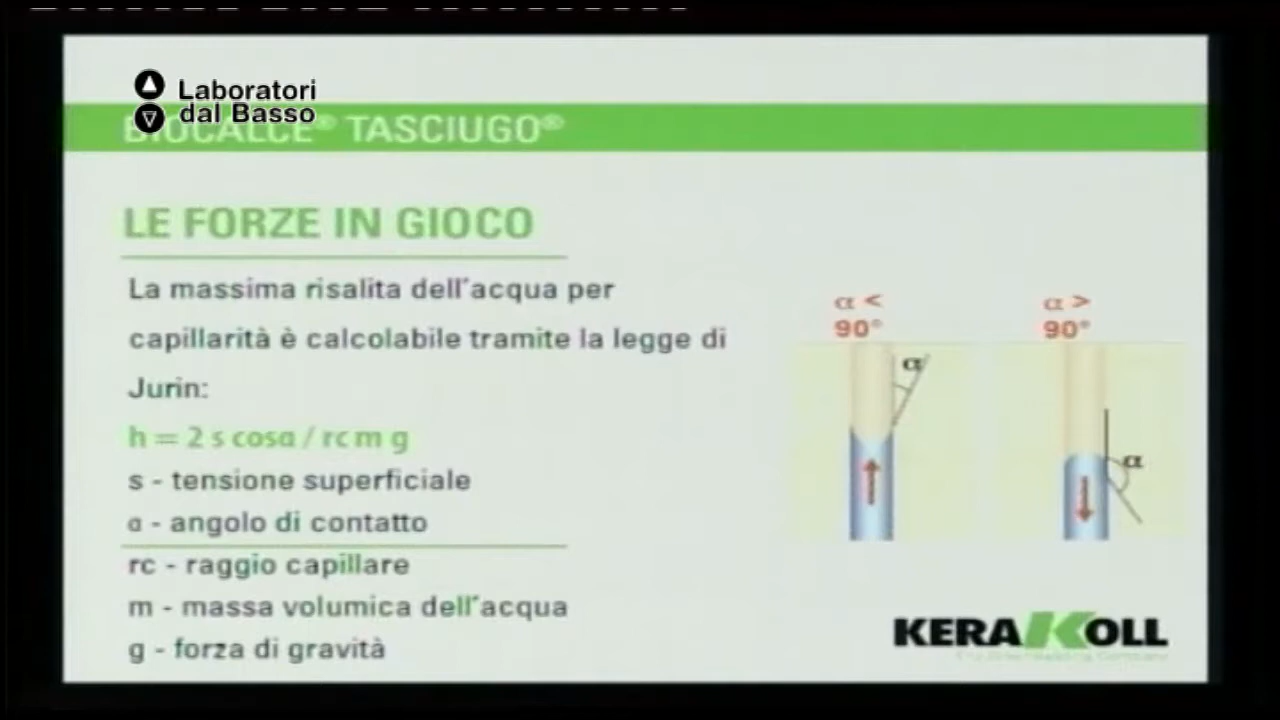 Laboratori
dal Basso
BIOCALCE® TASCIUGO®
LE FORZE IN GIOCO
La massima risalita dell'acqua per
capillarità è calcolabile tramite la legge di
Jurin:
h = 2 s cosα / rc m g
s - tensione superficiale
α - angolo di contatto
rc - raggio capillare
m - massa volumica dell'acqua
g - forza di gravità
α <
90°
α
α >
90°
α
KERAKOLL